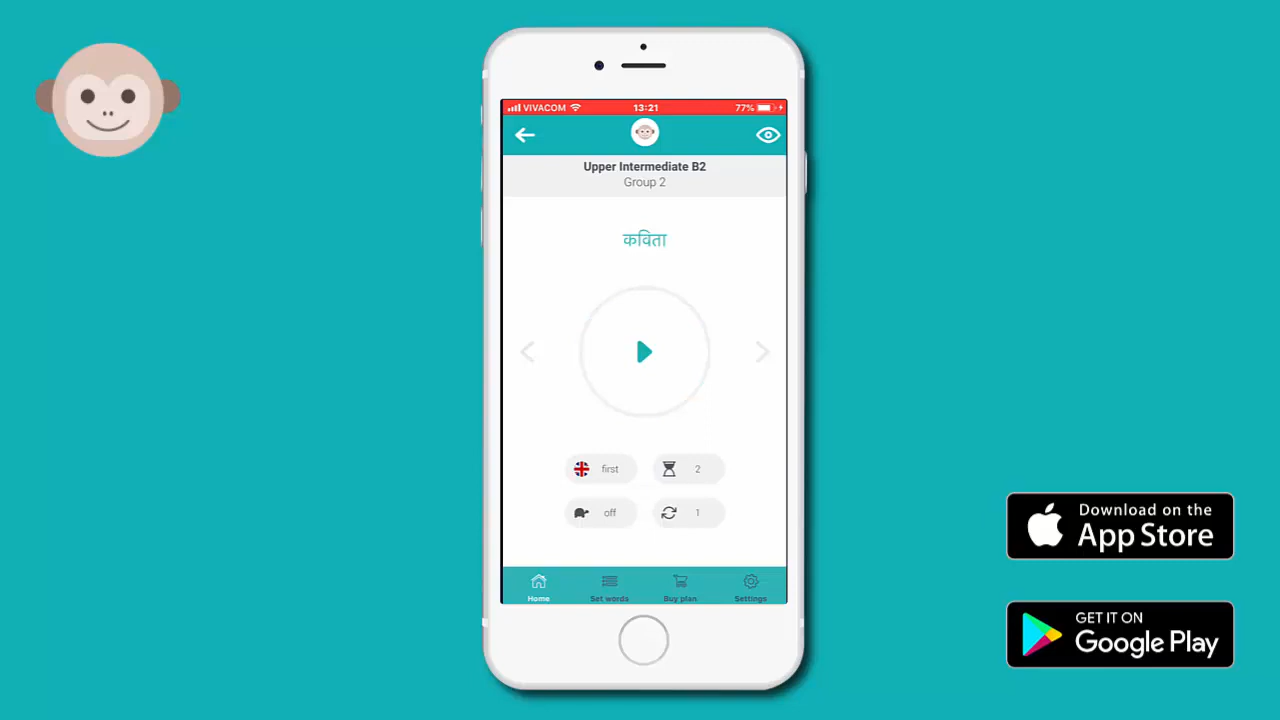 VIVACOM
13:21
77%
Upper Intermediate B2
Group 2
कविता
first
2
off
1
Home
Set words
Buy plan
Settings
Download on the
App Store
GET IT ON
Google Play